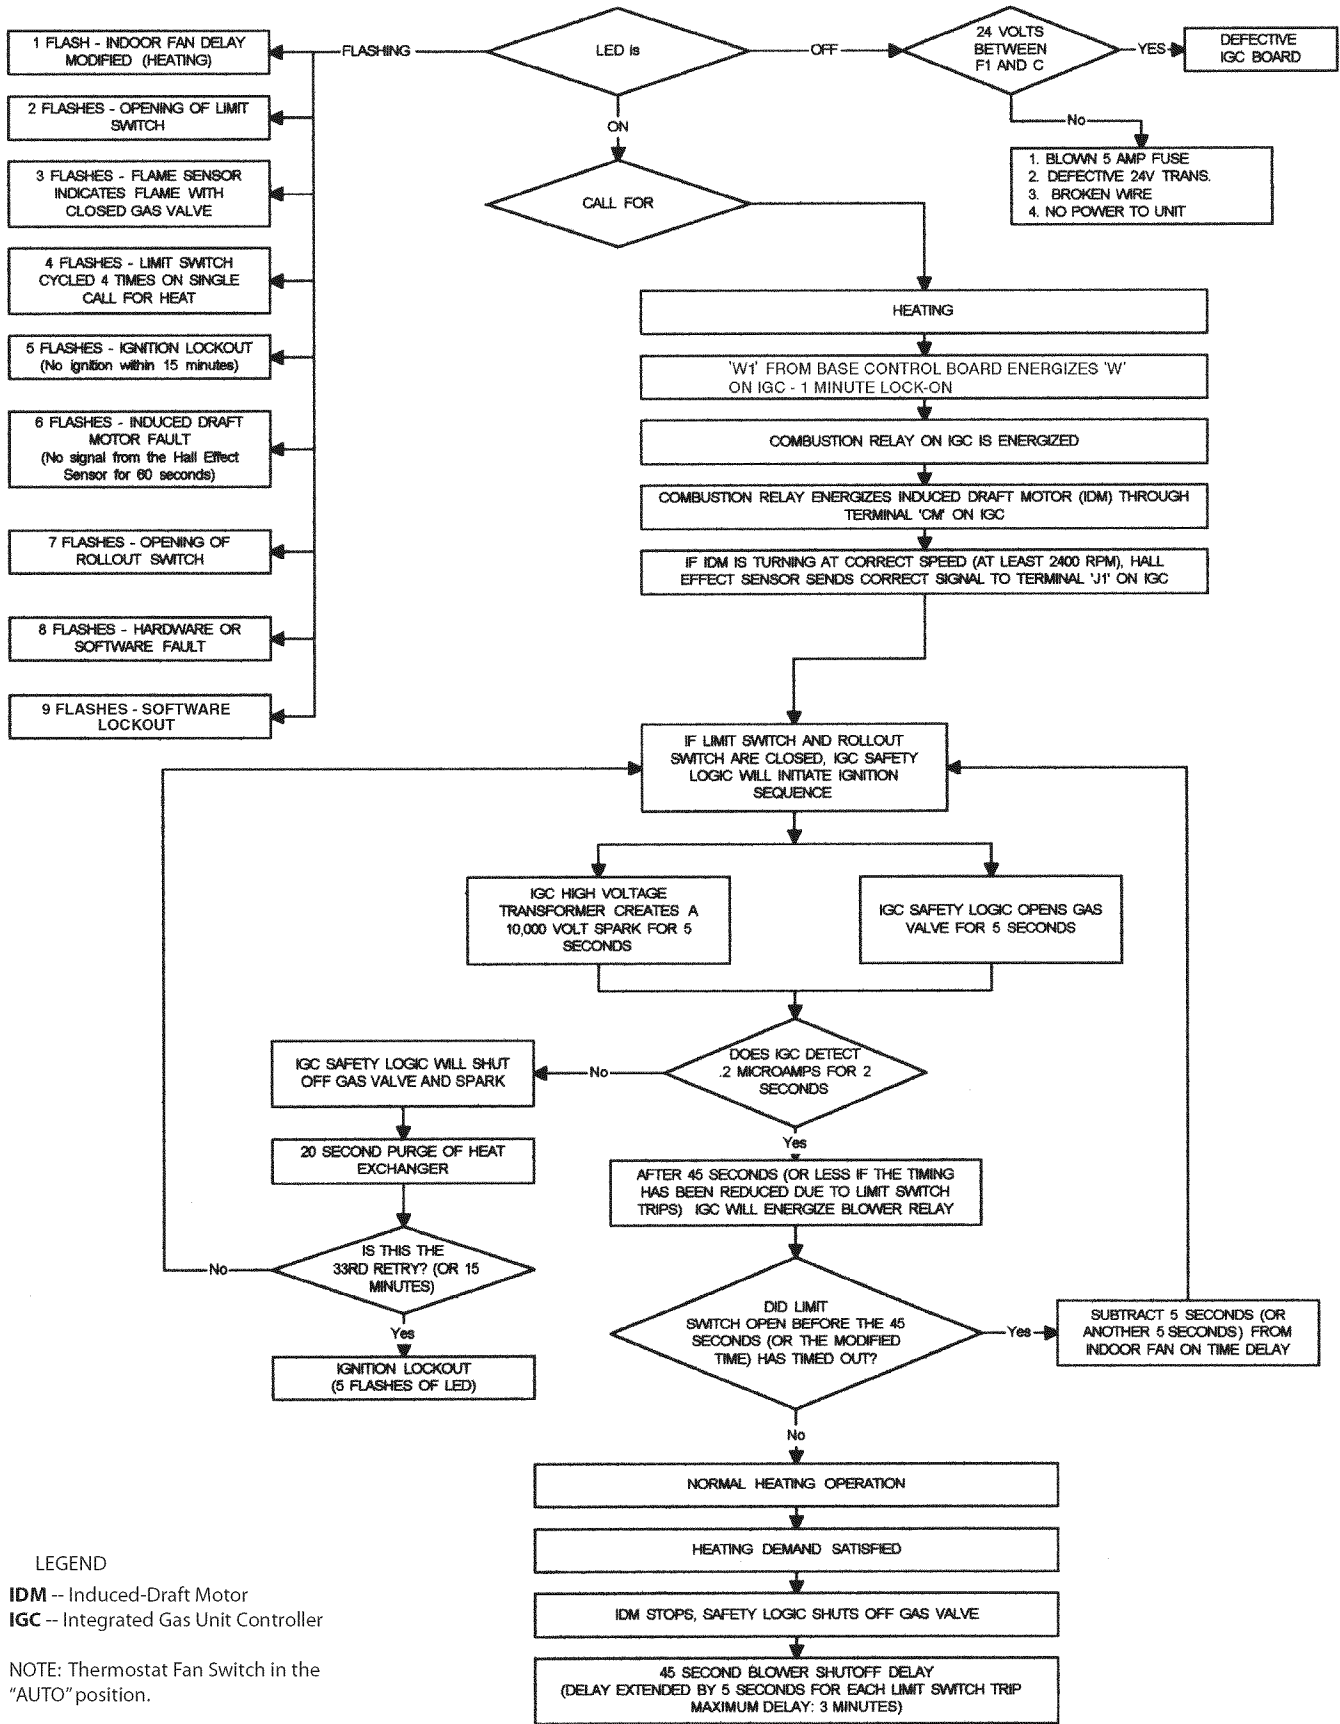 1 FLASH - INDOOR FAN DELAY
MODIFIED (HEATING)
2 FLASHES - OPENING OF LIMIT
SWITCH
3 FLASHES - FLAME SENSOR
INDICATES FLAME WITH
CLOSED GAS VALVE
4 FLASHES - LIMIT SWITCH
CYCLED 4 TIMES ON SINGLE
CALL FOR HEAT
5 FLASHES - IGNITION LOCKOUT
(No ignition within 15 minutes)
6 FLASHES - INDUCED DRAFT
MOTOR FAULT
(No signal from the Hall Effect
Sensor for 60 seconds)
7 FLASHES - OPENING OF
ROLLOUT SWITCH
8 FLASHES - HARDWARE OR
SOFTWARE FAULT
9 FLASHES - SOFTWARE
LOCKOUT
FLASHING
LED is
OFF
24 VOLTS
BETWEEN
F1 AND C
YES
DEFECTIVE
IGC BOARD
No
1. BLOWN 5 AMP FUSE
2. DEFECTIVE 24V TRANS.
3. BROKEN WIRE
4. NO POWER TO UNIT
ON
CALL FOR
HEATING
'W1' FROM BASE CONTROL BOARD ENERGIZES 'W'
ON IGC - 1 MINUTE LOCK-ON
COMBUSTION RELAY ON IGC IS ENERGIZED
COMBUSTION RELAY ENERGIZES INDUCED DRAFT MOTOR (IDM) THROUGH
TERMINAL 'CM' ON IGC
IF IDM IS TURNING AT CORRECT SPEED (AT LEAST 2400 RPM), HALL
EFFECT SENSOR SENDS CORRECT SIGNAL TO TERMINAL 'J1' ON IGC
IF LIMIT SWITCH AND ROLLOUT
SWITCH ARE CLOSED, IGC SAFETY
LOGIC WILL INITIATE IGNITION
SEQUENCE
IGC HIGH VOLTAGE
TRANSFORMER CREATES A
10,000 VOLT SPARK FOR 5
SECONDS
IGC SAFETY LOGIC OPENS GAS
VALVE FOR 5 SECONDS
DOES IGC DETECT
.2 MICROAMPS FOR 2
SECONDS
No
IGC SAFETY LOGIC WILL SHUT
OFF GAS VALVE AND SPARK
20 SECOND PURGE OF HEAT
EXCHANGER
IS THIS THE
33RD RETRY? (OR 15
MINUTES)
No
Yes
IGNITION LOCKOUT
(5 FLASHES OF LED)
Yes
AFTER 45 SECONDS (OR LESS IF THE TIMING
HAS BEEN REDUCED DUE TO LIMIT SWITCH
TRIPS) IGC WILL ENERGIZE BLOWER RELAY
DID LIMIT
SWITCH OPEN BEFORE THE 45
SECONDS (OR THE MODIFIED
TIME) HAS TIMED OUT?
Yes
SUBTRACT 5 SECONDS (OR
ANOTHER 5 SECONDS) FROM
INDOOR FAN ON TIME DELAY
No
NORMAL HEATING OPERATION
HEATING DEMAND SATISFIED
IDM STOPS, SAFETY LOGIC SHUTS OFF GAS VALVE
45 SECOND BLOWER SHUTOFF DELAY
(DELAY EXTENDED BY 5 SECONDS FOR EACH LIMIT SWITCH TRIP
MAXIMUM DELAY: 3 MINUTES)
LEGEND
IDM -- Induced-Draft Motor
IGC -- Integrated Gas Unit Controller
NOTE: Thermostat Fan Switch in the
"AUTO" position.